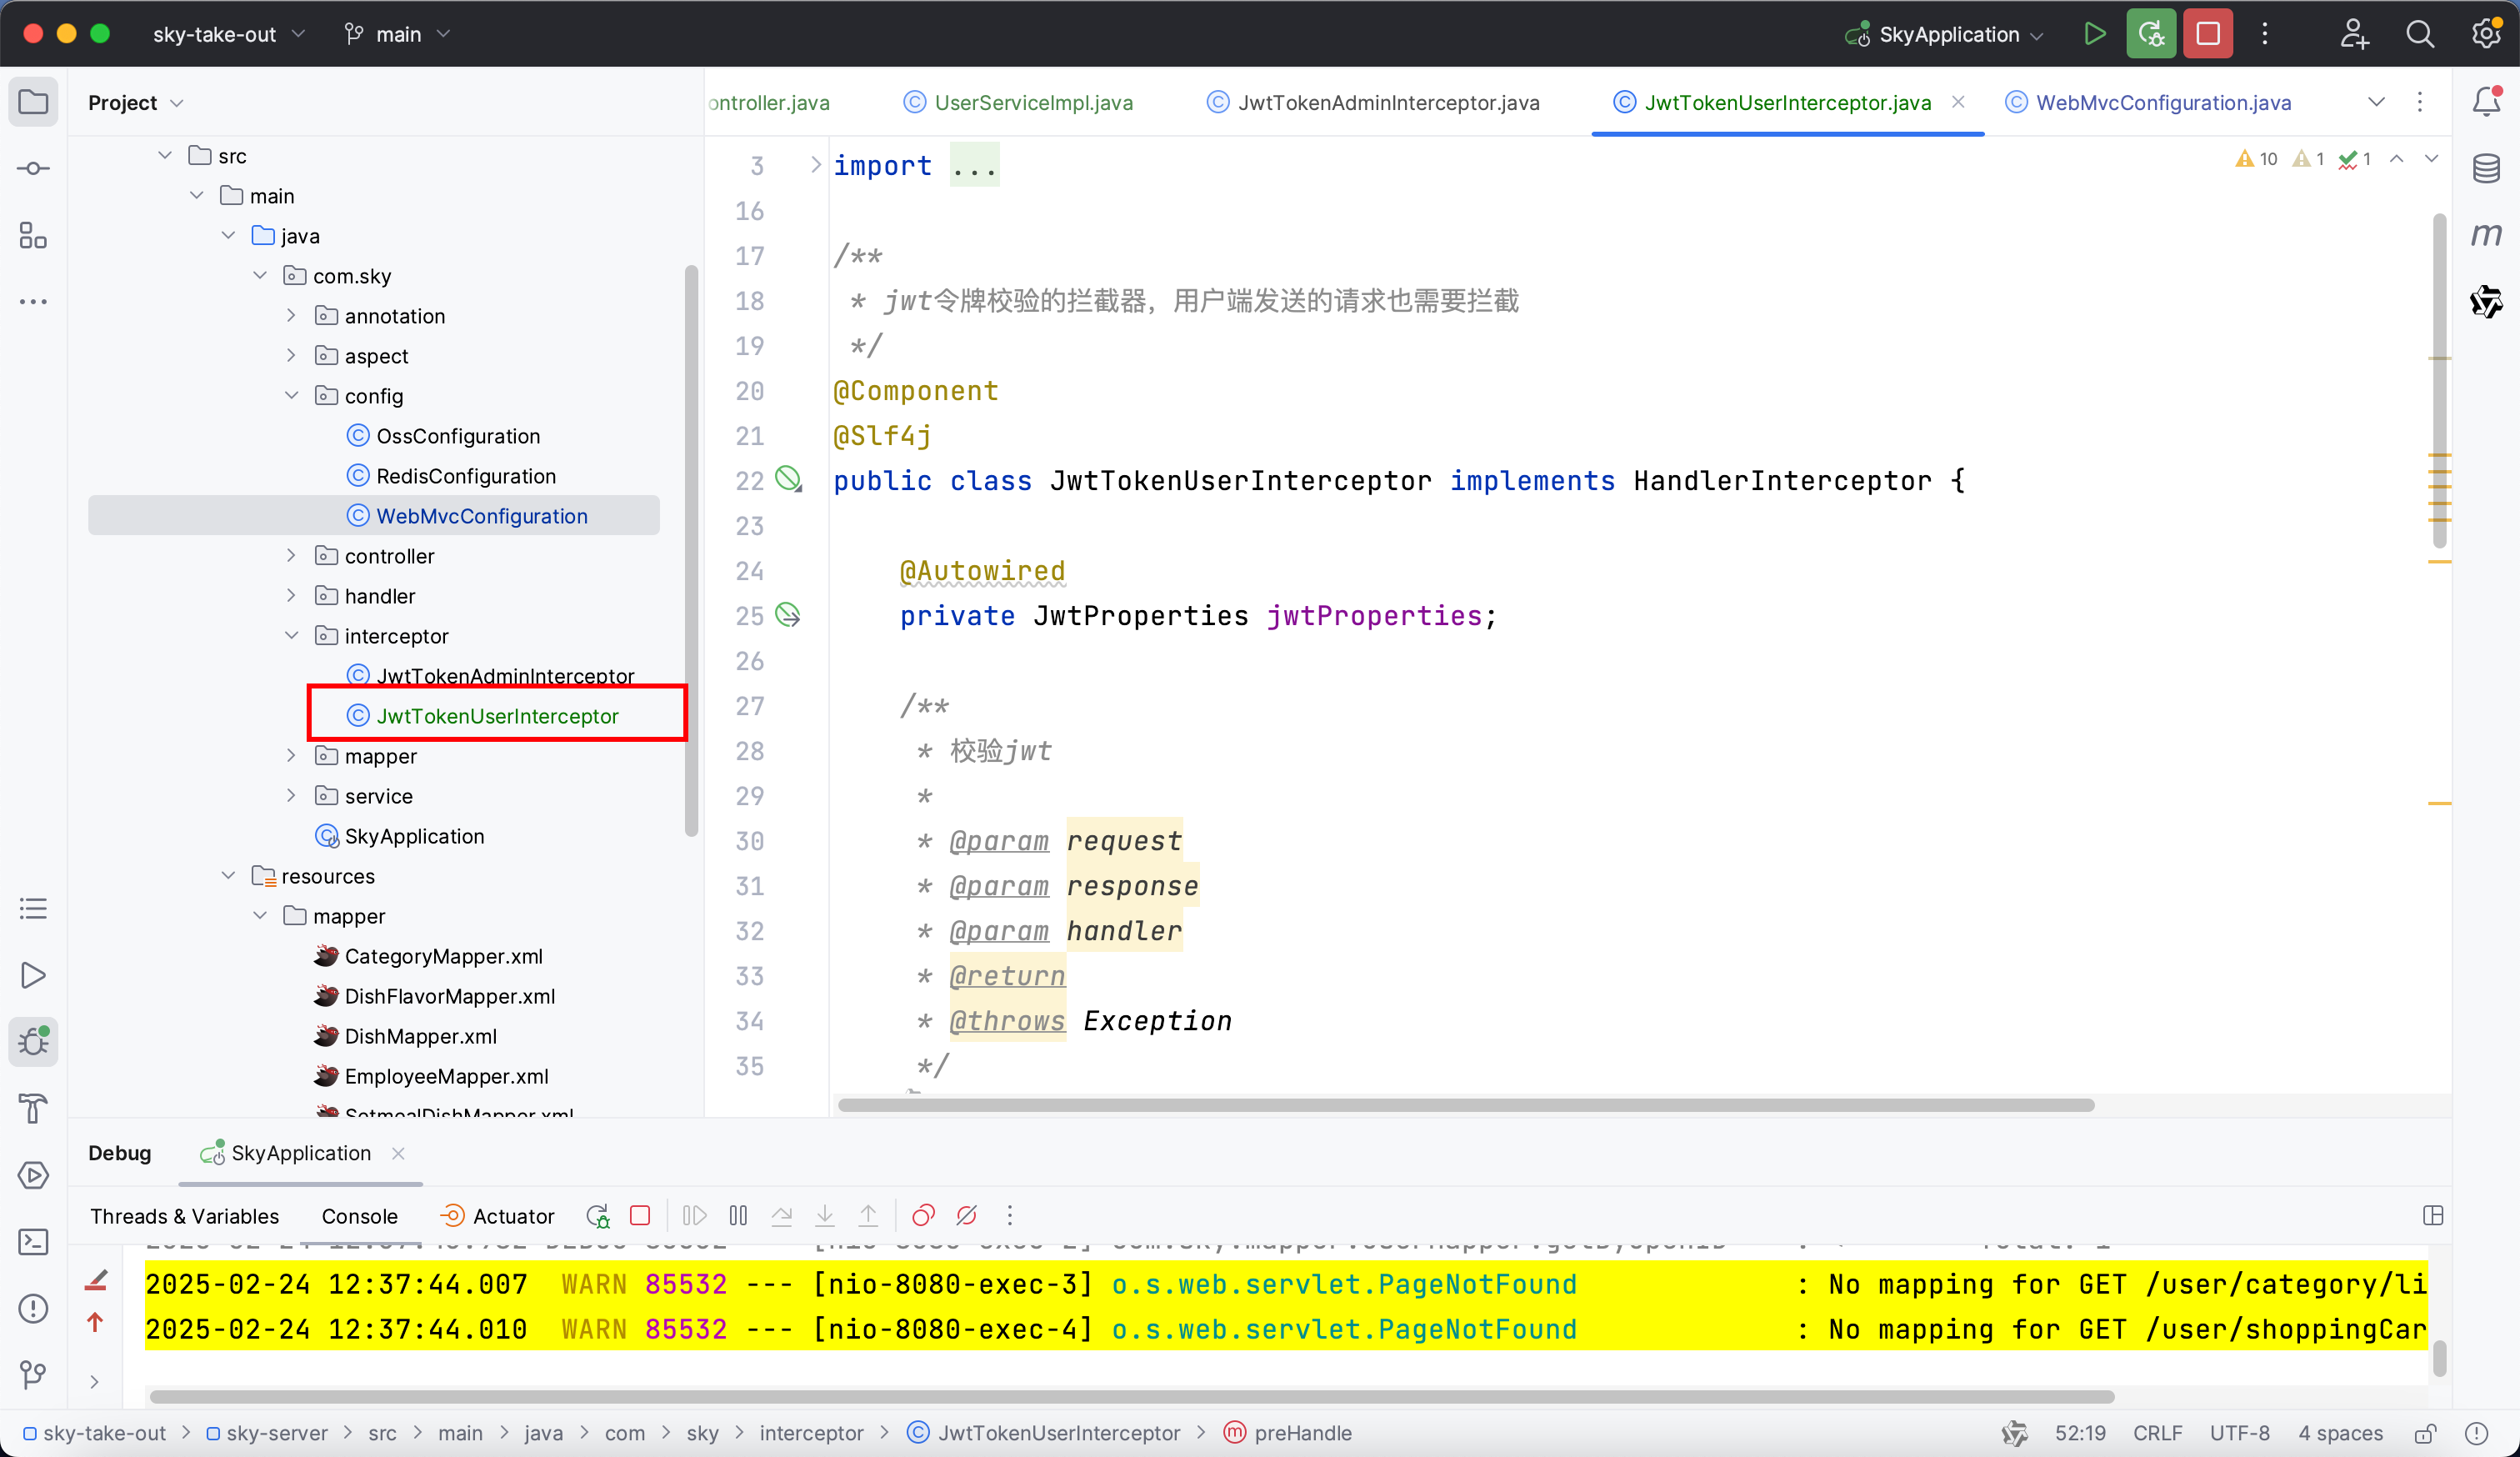 sky-take-out
main
SkyApplication
Project
src
main
java
com.sky
annotation
aspect
config
OssConfiguration
RedisConfiguration
WebMvcConfiguration
controller
handler
interceptor
JwtTokenAdminInterceptor
JwtTokenUserInterceptor
mapper
service
SkyApplication
resources
mapper
CategoryMapper.xml
DishFlavorMapper.xml
DishMapper.xml
EmployeeMapper.xml
SetmealDishMapper.xml
ontroller.java
UserServiceImpl.java
JwtTokenAdminInterceptor.java
JwtTokenUserInterceptor.java
WebMvcConfiguration.java
10 1 1
3 import ...
16
17 /**
18 * jwt令牌校验的拦截器，用户端发送的请求也需要拦截
19 */
20 @Component
21 @Slf4j
22 public class JwtTokenUserInterceptor implements HandlerInterceptor {
23
24 @Autowired
25 private JwtProperties jwtProperties;
26
27 /**
28 * 校验jwt
29 *
30 * @param request
31 * @param response
32 * @param handler
33 * @return
34 * @throws Exception
35 */
Debug
SkyApplication
Threads & Variables
Console
Actuator
2025-02-24 12:37:44.007 WARN 85532 --- [nio-8080-exec-3] o.s.web.servlet.PageNotFound : No mapping for GET /user/category/li
2025-02-24 12:37:44.010 WARN 85532 --- [nio-8080-exec-4] o.s.web.servlet.PageNotFound : No mapping for GET /user/shoppingCar
sky-take-out > sky-server > src > main > java > com > sky > interceptor > JwtTokenUserInterceptor > preHandle
52:19 CRLF UTF-8 4 spaces